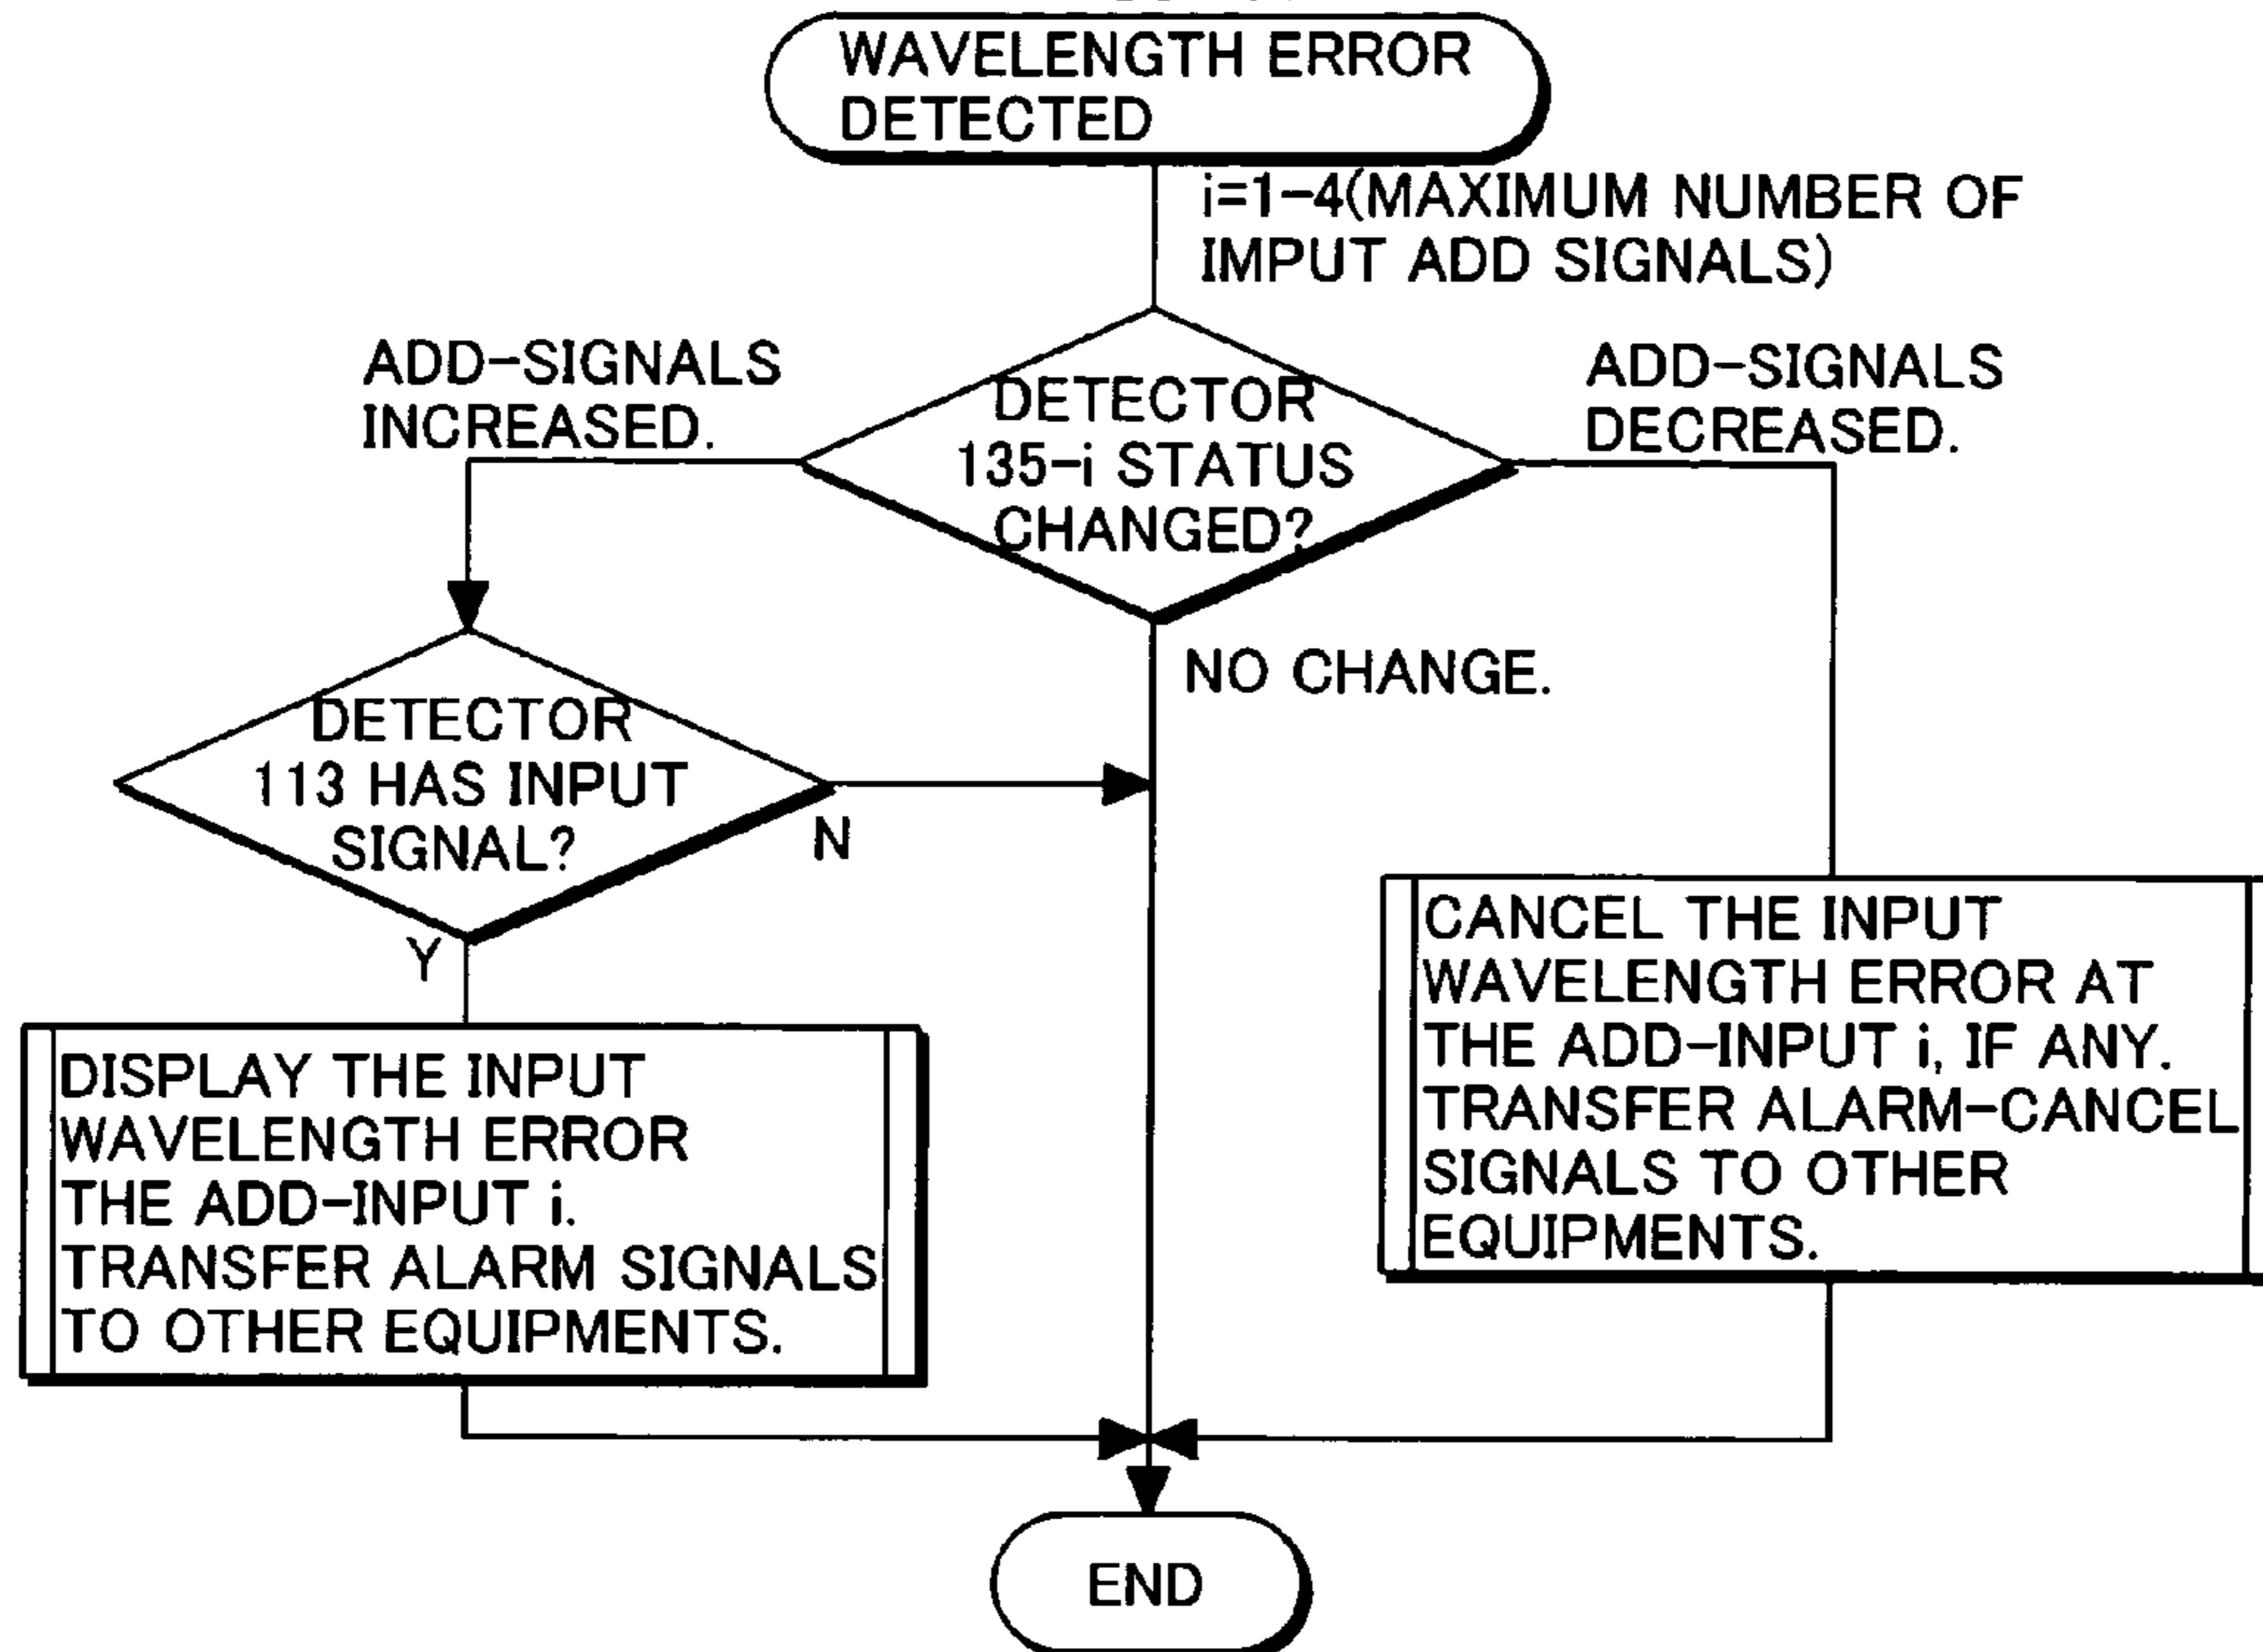 WAVELENGTH ERROR
DETECTED
i=1-4(MAXIMUM NUMBER OF
IMPUT ADD SIGNALS)
ADD-SIGNALS
INCREASED.
DETECTOR
135-i STATUS
CHANGED?
ADD-SIGNALS
DECREASED.
NO CHANGE.
DETECTOR
113 HAS INPUT
SIGNAL?
N
Y
DISPLAY THE INPUT
WAVELENGTH ERROR
THE ADD-INPUT i.
TRANSFER ALARM SIGNALS
TO OTHER EQUIPMENTS.
CANCEL THE INPUT
WAVELENGTH ERROR AT
THE ADD-INPUT i, IF ANY.
TRANSFER ALARM-CANCEL
SIGNALS TO OTHER
EQUIPMENTS.
END